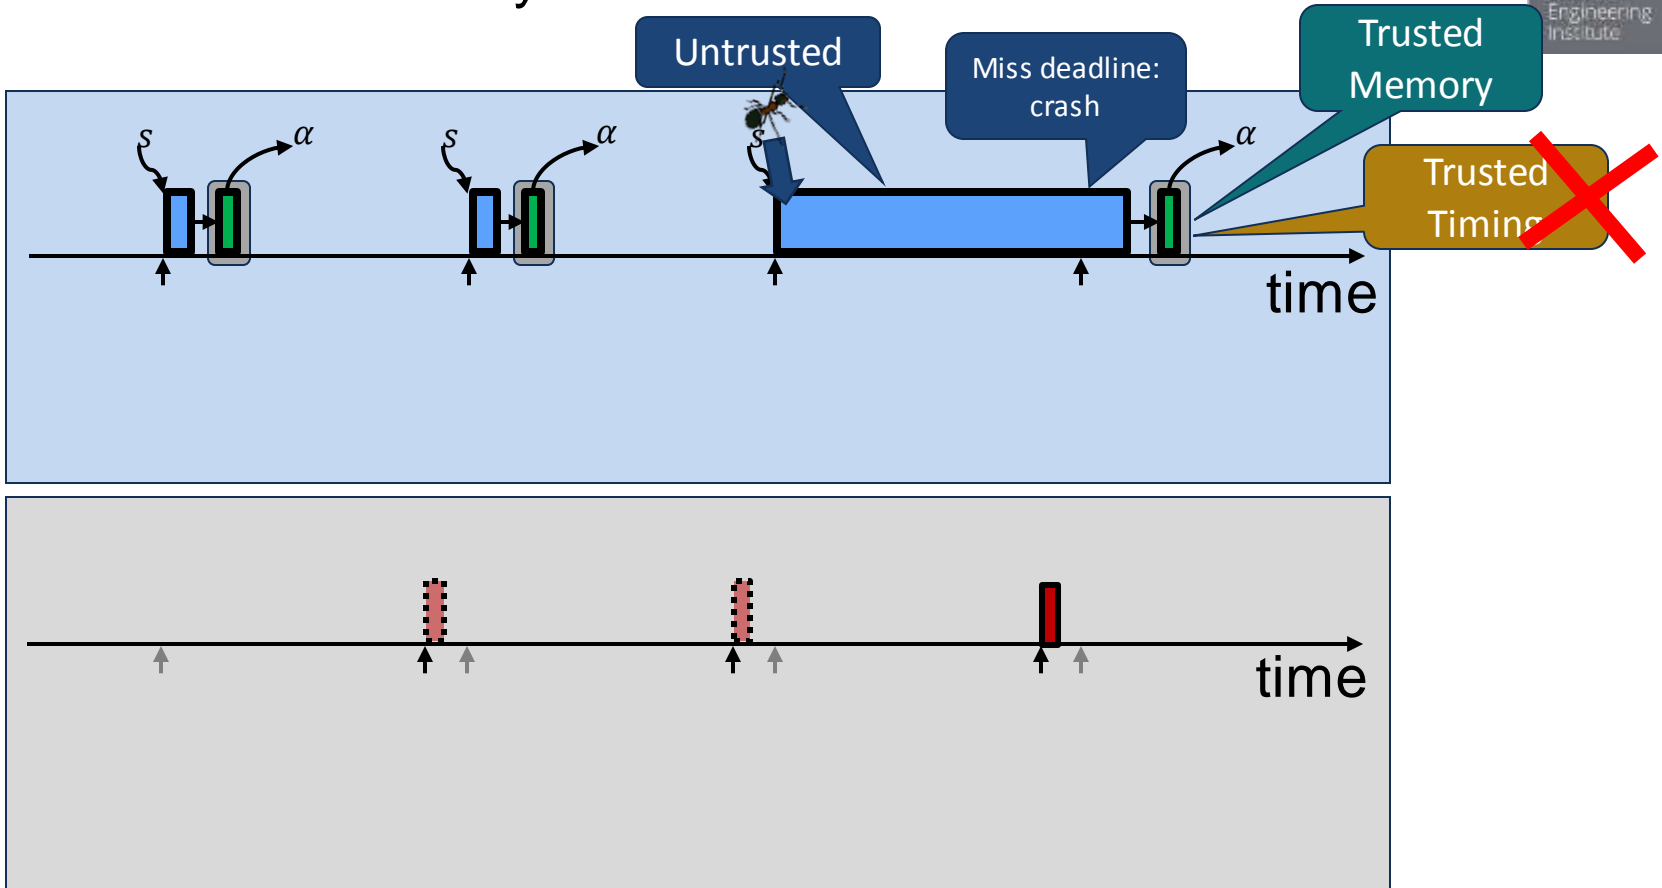 y
Engineering
Institute
Untrusted
Miss deadline:
crash
Trusted
Memory
s
α
s
α
s
α
Trusted
Timing
time
time